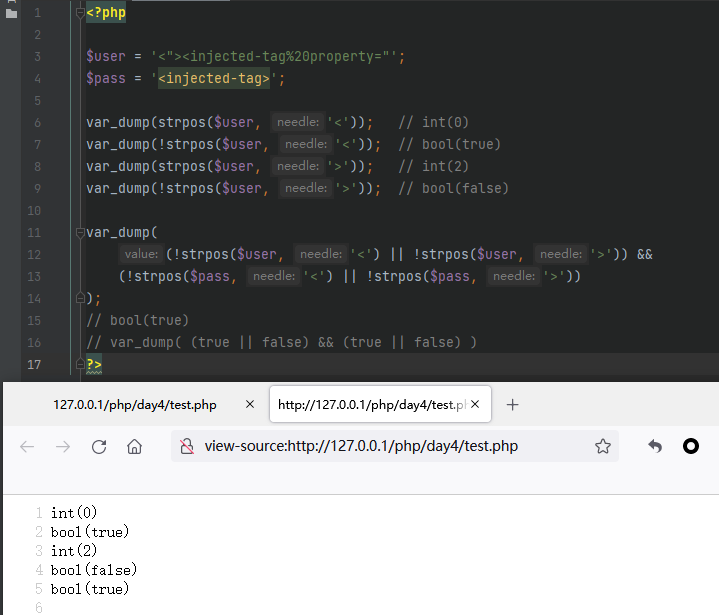 1 <?php
2
3 $user = '<"><injected-tag%20property="';
4 $pass = '<injected-tag>';
5
6 var_dump(strpos($user, needle: '<')); // int(0)
7 var_dump(!strpos($user, needle: '<')); // bool(true)
8 var_dump(strpos($user, needle: '>')); // int(2)
9 var_dump(!strpos($user, needle: '>')); // bool(false)
10
11 var_dump(
12 value: (!strpos($user, needle: '<') || !strpos($user, needle: '>')) &&
13 (!strpos($pass, needle: '<') || !strpos($pass, needle: '>'))
14 );
15 // bool(true)
16 // var_dump( (true || false) && (true || false) )
17 ?>
127.0.0.1/php/day4/test.php × http://127.0.0.1/php/day4/test.p × +
view-source:http://127.0.0.1/php/day4/test.php
1 int(0)
2 bool(true)
3 int(2)
4 bool(false)
5 bool(true)
6